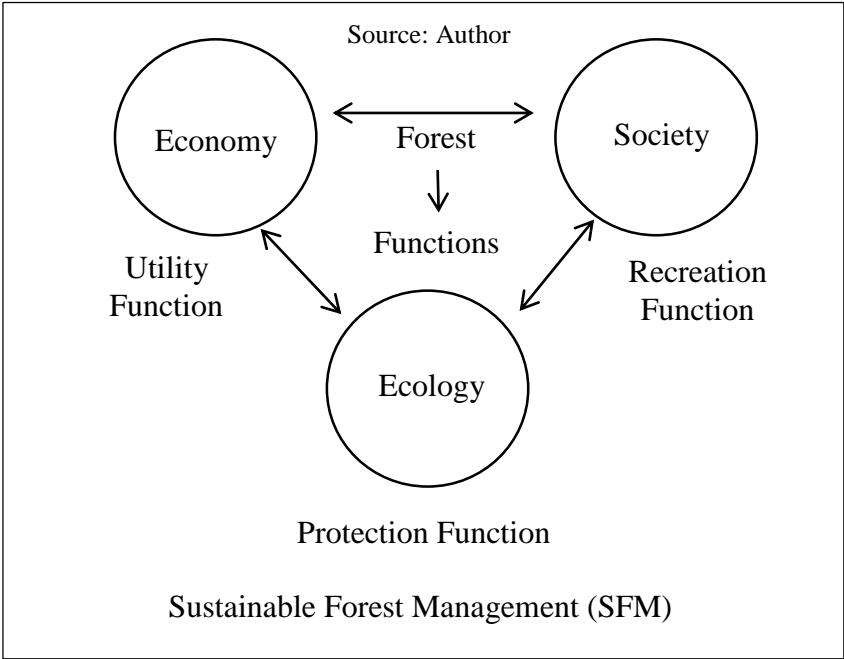 Source: Author
Economy
Forest
Society
Functions
Utility
Function
Recreation
Function
Ecology
Protection Function
Sustainable Forest Management (SFM)